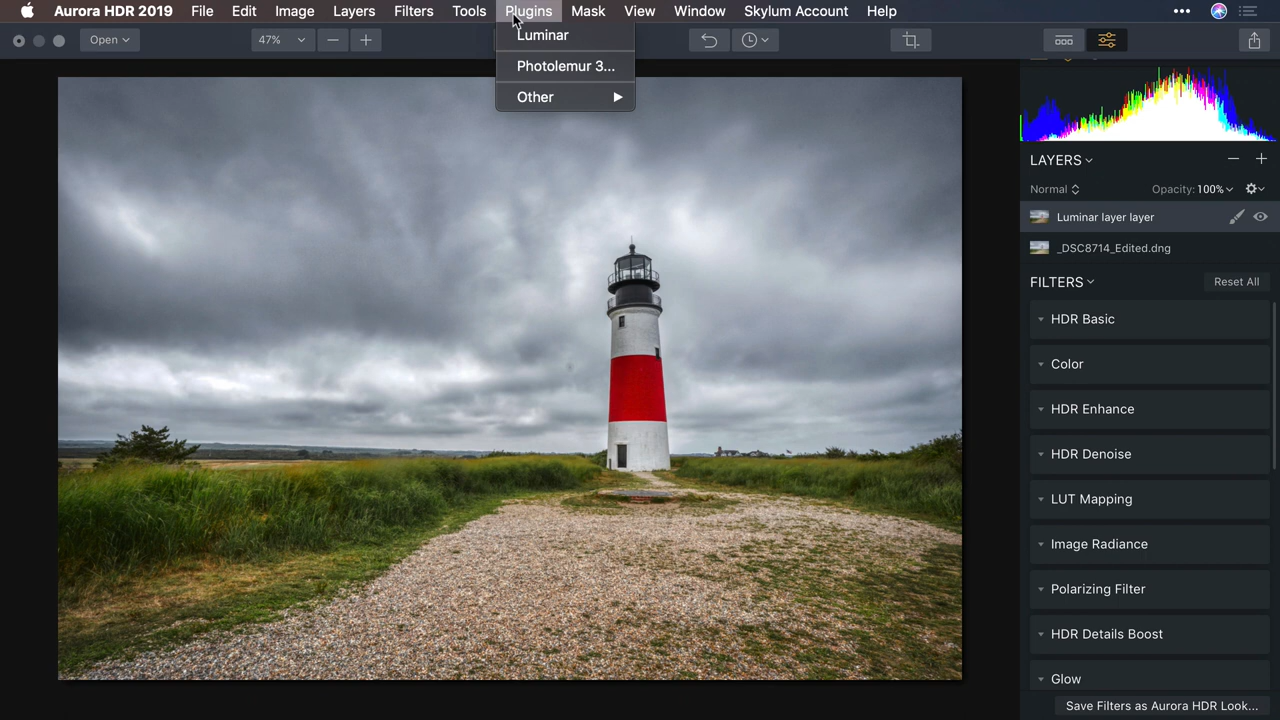 Aurora HDR 2019 File Edit Image Layers Filters Tools Plugins Mask View Window Skylum Account Help
Open 47%
Luminar
Photolemur 3...
Other
LAYERS
Normal Opacity: 100%
Luminar layer layer
_DSC8714_Edited.dng
FILTERS Reset All
HDR Basic
Color
HDR Enhance
HDR Denoise
LUT Mapping
Image Radiance
Polarizing Filter
HDR Details Boost
Glow
Save Filters as Aurora HDR Look...